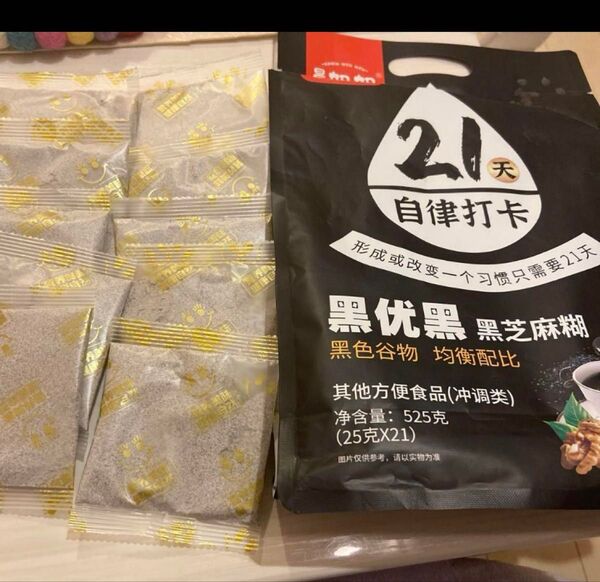 21天
自律打卡
形成或改变一个习惯只需要21天
黑优黑 黑芝麻糊
黑色谷物 均衡配比
其他方便食品(冲调类)
净含量：525克
(25克X21)
图片仅供参考，请以实物为准